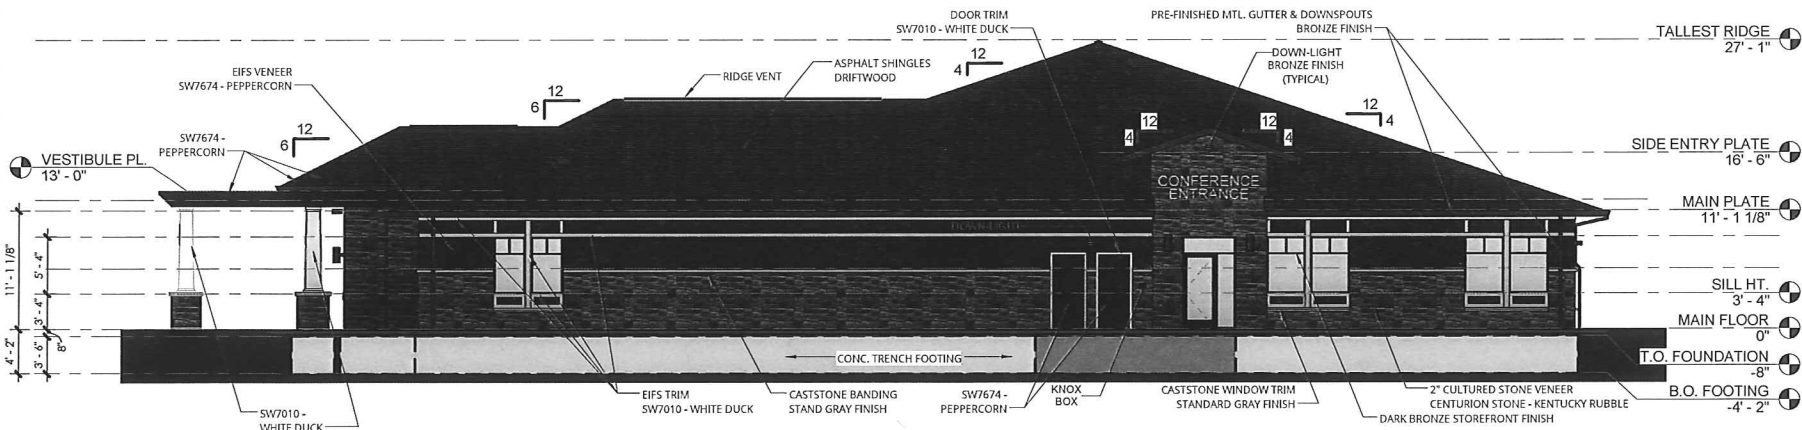 DOOR TRIM
SW7010 - WHITE DUCK
PRE-FINISHED MTL. GUTTER & DOWNSPOUTS
BRONZE FINISH
TALLEST RIDGE
27' - 1"
EIFS VENEER
SW7674 - PEPPERCORN
RIDGE VENT
ASPHALT SHINGLES
DRIFTWOOD
12
4
DOWN-LIGHT
BRONZE FINISH
(TYPICAL)
12
6
12
4
SW7674 -
PEPPERCORN
12
6
12
4
12
4
SIDE ENTRY PLATE
16' - 6"
VESTIBULE PL.
13' - 0"
CONFERENCE
ENTRANCE
MAIN PLATE
11' - 1 1/8"
DOWN-LIGHT
11' - 1 1/8"
5' - 4"
3' - 4"
SILL HT.
3' - 4"
MAIN FLOOR
0"
4' - 2"
3' - 6"
8"
CONC. TRENCH FOOTING
T.O. FOUNDATION
-8"
EIFS TRIM
SW7010 - WHITE DUCK
CASTSTONE BANDING
STAND GRAY FINISH
SW7674 -
PEPPERCORN
KNOX
BOX
CASTSTONE WINDOW TRIM
STANDARD GRAY FINISH
2" CULTURED STONE VENEER
CENTURION STONE - KENTUCKY RUBBLE
DARK BRONZE STOREFRONT FINISH
B.O. FOOTING
-4' - 2"
SW7010 -
WHITE DUCK